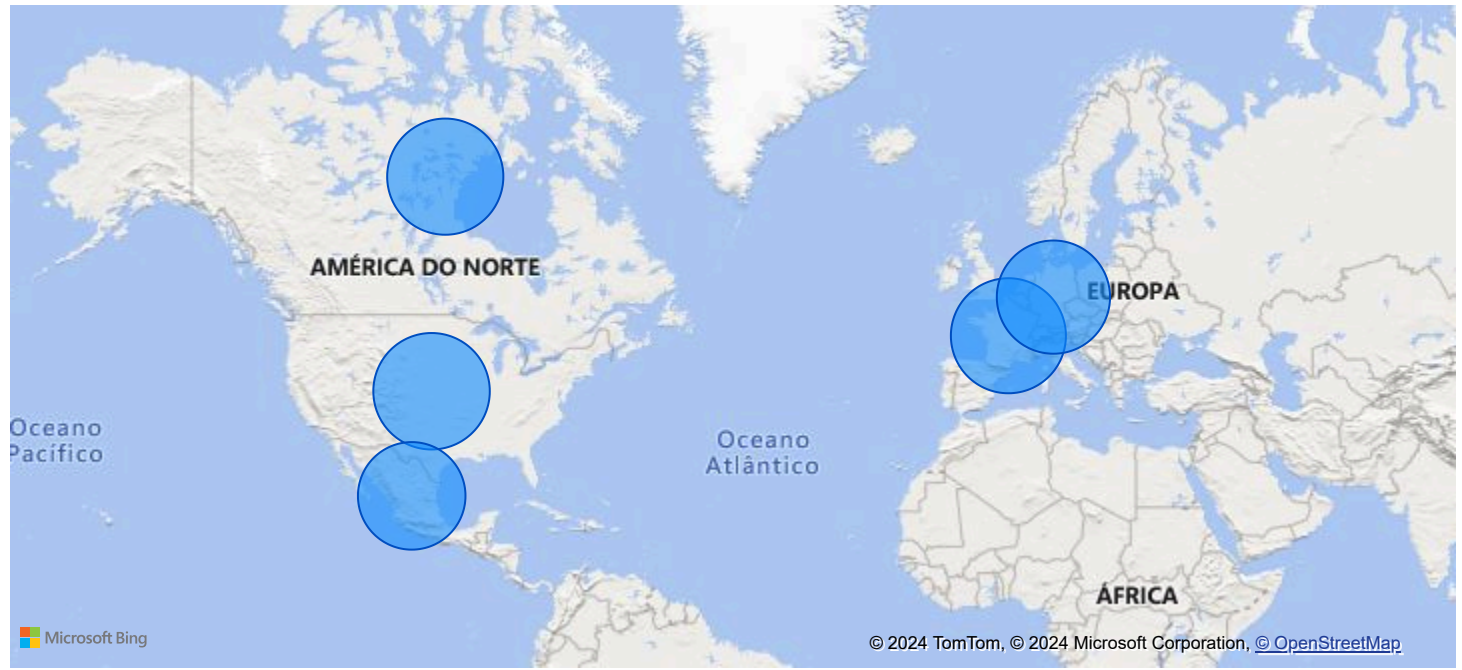 AMÉRICA DO NORTE
EUROPA
Oceano
Pacífico
Oceano
Atlântico
ÁFRICA
Microsoft Bing
© 2024 TomTom, © 2024 Microsoft Corporation, © OpenStreetMap